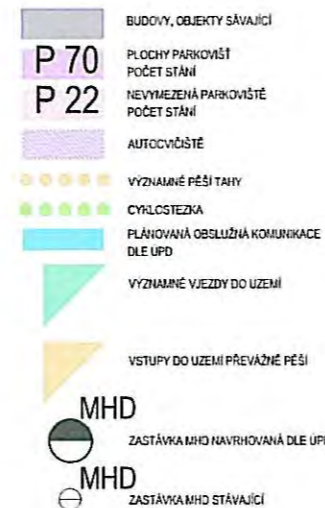 BUDOVY, OBJEKTY SÁVAJÍCÍ
P 70
PLOCHY PARKOVIŠŤ
POČET STÁNÍ
P 22
NEVYMEZENÁ PARKOVIŠTĚ
POČET STÁNÍ
AUTOCVIČIŠTĚ
VÝZNAMNÉ PĚŠÍ TAHY
CYKLOSTEZKA
PLÁNOVANÁ OBSLUŽNÁ KOMUNIKACE
DLE ÚPD
VÝZNAMNÉ VJEZDY DO ÚZEMÍ
VSTUPY DO ÚZEMÍ PŘEVÁŽNĚ PĚŠÍ
MHD
ZASTÁVKA MHD NAVRHOVANÁ DLE ÚPD
MHD
ZASTÁVKA MHD STÁVAJÍCÍ